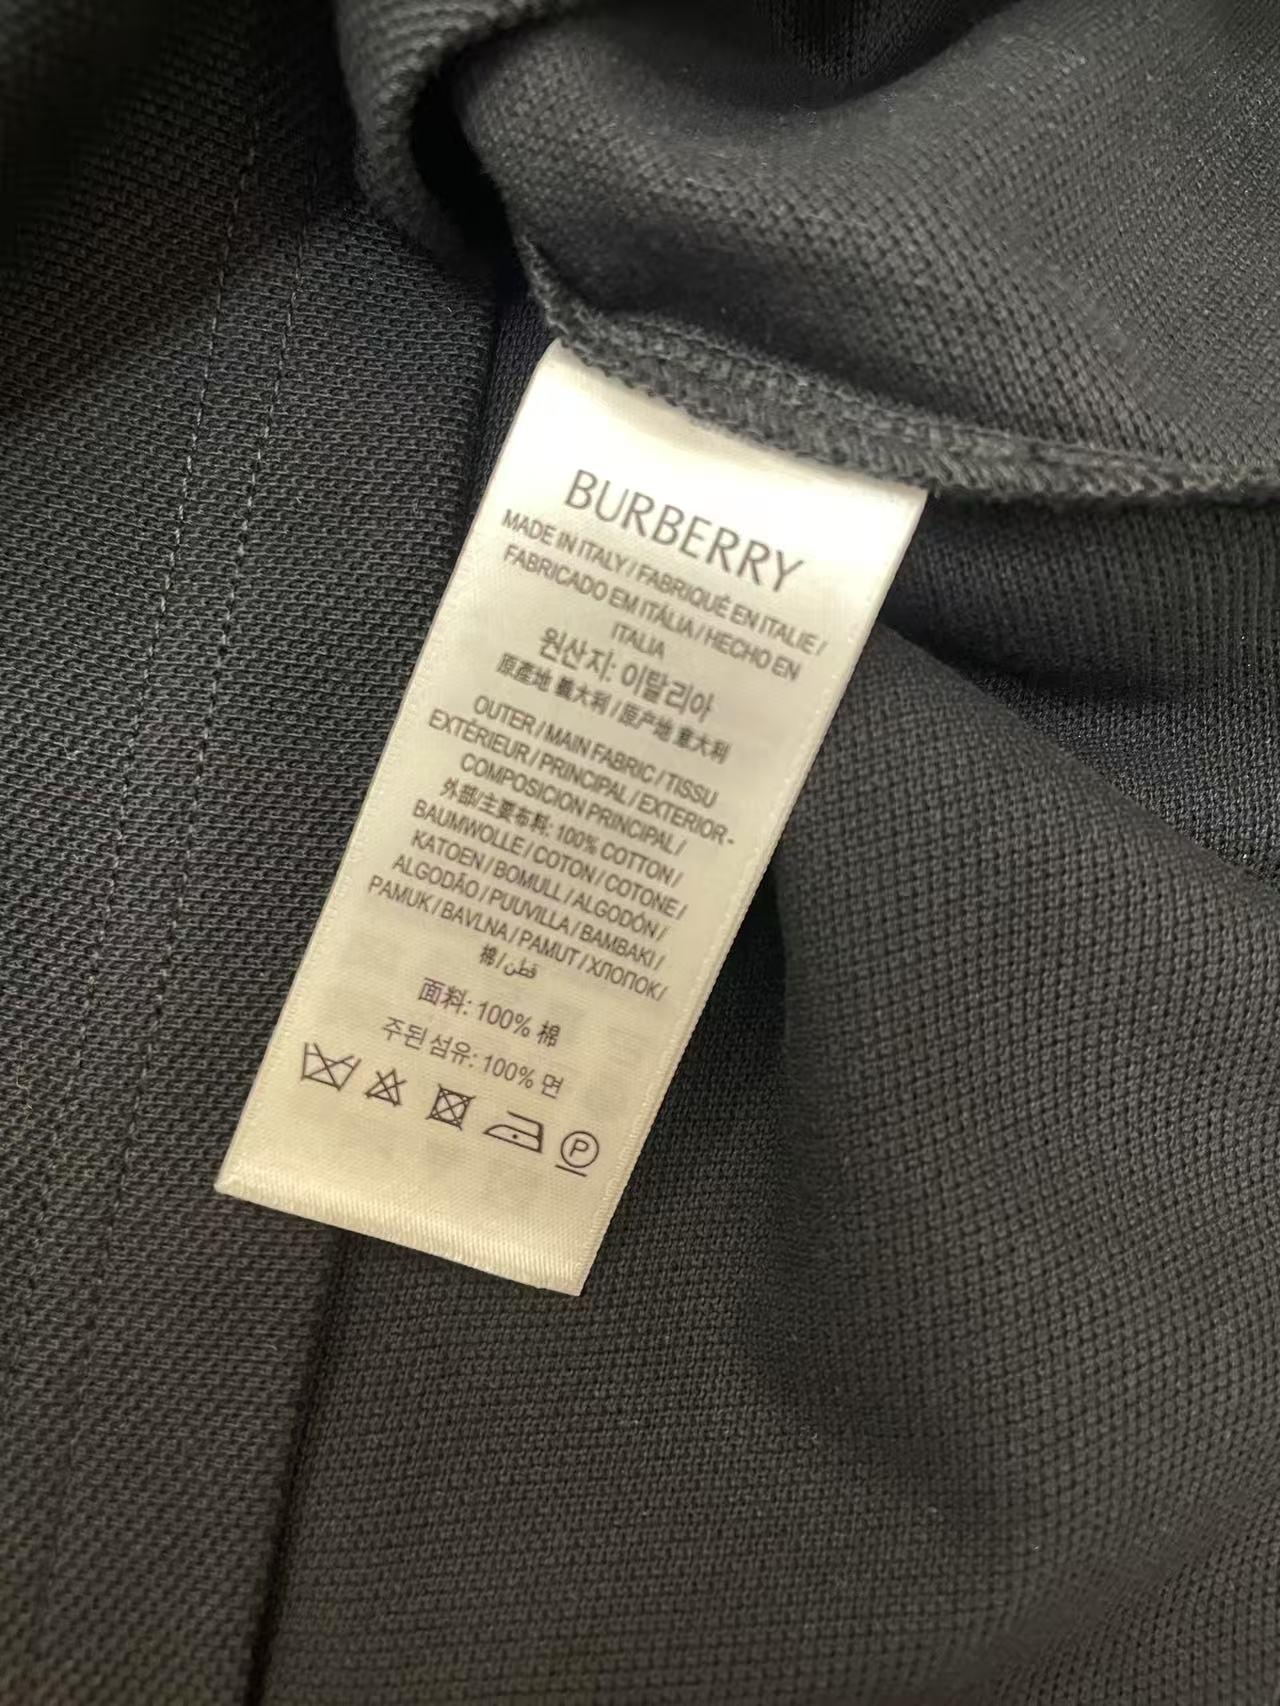 BURBERRY
MADE IN ITALY / FABRIQUÉ EN ITALIE /
FABRICADO EM ITÁLIA / HECHO EN
ITALIA
원산지: 이탈리아
原產地 義大利 / 原产地 意大利
OUTER / MAIN FABRIC / TISSU
EXTÉRIEUR / PRINCIPAL / EXTERIOR -
COMPOSICION PRINCIPAL /
外部/主要布料: 100% COTTON /
BAUMWOLLE / COTON / COTONE /
KATOEN / BOMULL / ALGODÓN /
ALGODÃO / PUUVILLA / BAMBAKI /
PAMUK / BAVLNA / PAMUT / ХЛОПОК /
棉 / قطن
面料: 100% 棉
주된 섬유: 100% 면
P